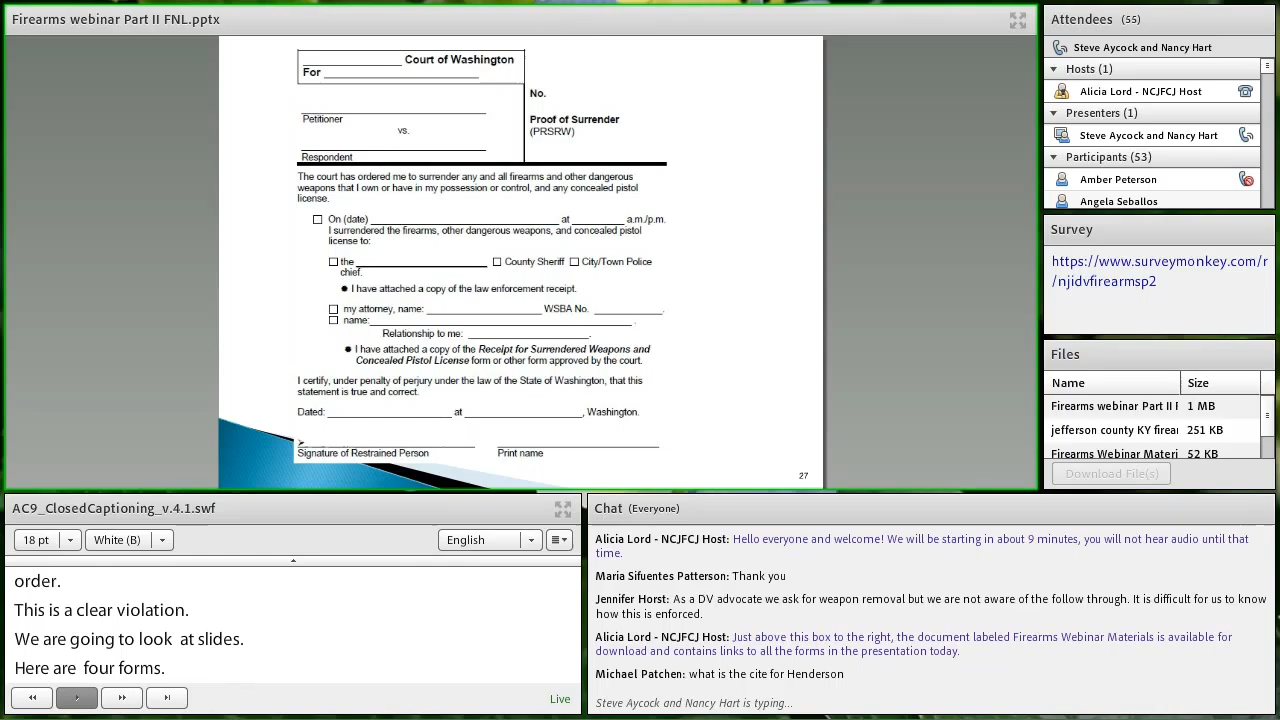 Firearms webinar Part II FNL.pptx
Court of Washington
For
No.
Petitioner
vs.
Proof of Surrender
(PRSRW)
Respondent
The court has ordered me to surrender any and all firearms and other dangerous
weapons that I own or have in my possession or control, and any concealed pistol
license.
On (date) at a.m./p.m.
I surrendered the firearms, other dangerous weapons, and concealed pistol
license to:
the County Sheriff City/Town Police
chief.
● I have attached a copy of the law enforcement receipt.
my attorney, name: WSBA No. .
name: .
Relationship to me: .
● I have attached a copy of the Receipt for Surrendered Weapons and
Concealed Pistol License form or other form approved by the court.
I certify, under penalty of perjury under the law of the State of Washington, that this
statement is true and correct.
Dated: at , Washington.
Signature of Restrained Person Print name
27
Attendees (55)
Steve Aycock and Nancy Hart
Hosts (1)
Alicia Lord - NCJFCJ Host
Presenters (1)
Steve Aycock and Nancy Hart
Participants (53)
Amber Peterson
Angela Seballos
Survey
https://www.surveymonkey.com/r
/njidvfirearmsp2
Files
Name Size
Firearms webinar Part II F 1 MB
jefferson county KY firear 251 KB
Firearms Webinar Materi 52 KB
Download File(s)
AC9_ClosedCaptioning_v.4.1.swf
18 pt White (B) English
order.
This is a clear violation.
We are going to look at slides.
Here are four forms.
Live
Chat (Everyone)
Alicia Lord - NCJFCJ Host: Hello everyone and welcome! We will be starting in about 9 minutes, you will not hear audio until that
time.
Maria Sifuentes Patterson: Thank you
Jennifer Horst: As a DV advocate we ask for weapon removal but we are not aware of the follow through. It is difficult for us to know
how this is enforced.
Alicia Lord - NCJFCJ Host: Just above this box to the right, the document labeled Firearms Webinar Materials is available for
download and contains links to all the forms in the presentation today.
Michael Patchen: what is the cite for Henderson
Steve Aycock and Nancy Hart is typing...